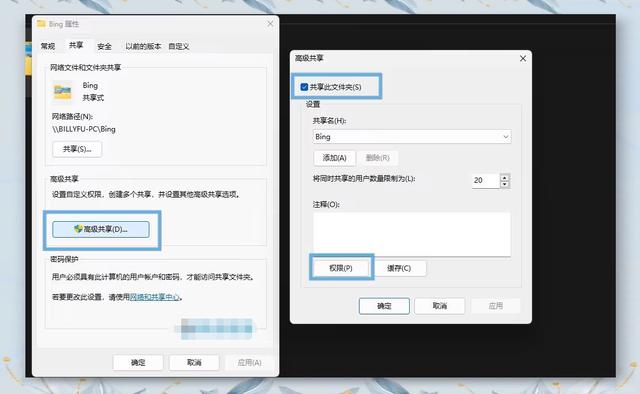 Bing 属性
常规 共享 安全 以前的版本 自定义
网络文件和文件夹共享
Bing
共享式
网络路径(N):
\\BILLYFU-PC\Bing
共享(S)...
高级共享
设置自定义权限，创建多个共享，并设置其他高级共享选项。
高级共享(D)...
密码保护
用户必须具有此计算机的用户帐户和密码，才能访问共享文件夹。
若要更改此设置，请使用网络和共享中心。
确定 取消 应用(A)
高级共享
共享此文件夹(S)
设置
共享名(H):
Bing
添加(A) 删除(R)
将同时共享的用户数量限制为(L): 20
注释(O):
权限(P) 缓存(C)
确定 取消 应用